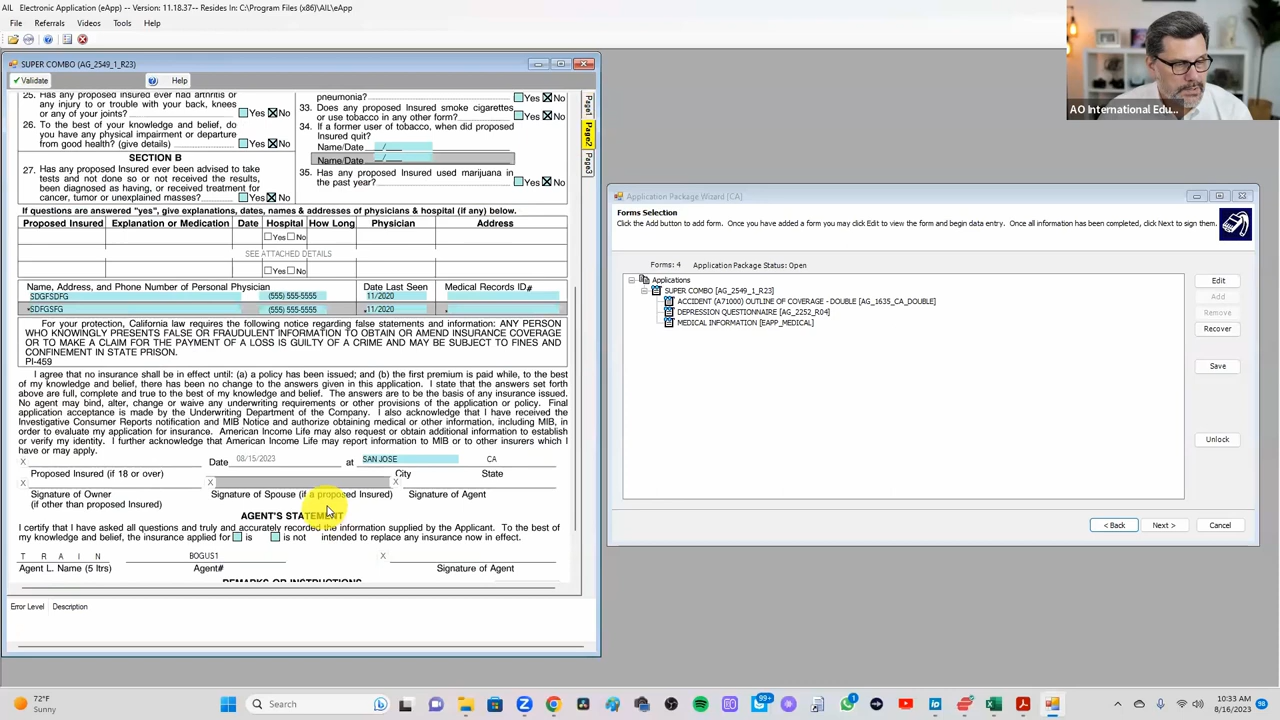 AIL Electronic Application (eApp) -- Version: 11.18.37-- Resides In: C:\Program Files (x86)\AIL\eApp
File Referrals Videos Tools Help
SUPER COMBO (AG_2549_1_R23)
Validate Help
25. Has any proposed insured ever had arthritis or
any injury to or trouble with your back, knees
or any of your joints? Yes No
26. To the best of your knowledge and belief, do
you have any physical impairment or departure
from good health? (give details) Yes No
SECTION B
27. Has any proposed Insured ever been advised to take
tests and not done so or not received the results,
been diagnosed as having, or received treatment for
cancer, tumor or unexplained masses? Yes No
pneumonia? Yes No
33. Does any proposed Insured smoke cigarettes
or use tobacco in any other form? Yes No
34. If a former user of tobacco, when did proposed
Insured quit?
Name/Date __/____
Name/Date __/____
35. Has any proposed Insured used marijuana in
the past year? Yes No
Page1
Page2
Page3
If questions are answered "yes", give explanations, dates, names & addresses of physicians & hospital (if any) below.
Proposed Insured Explanation or Medication Date Hospital How Long Physician Address
Yes No
SEE ATTACHED DETAILS
Yes No
Name, Address, and Phone Number of Personal Physician Date Last Seen Medical Records ID#
SDGFSDFG (555) 555-5555 11/2020
SDGFSFG (555) 555-5555 11/2020
For your protection, California law requires the following notice regarding false statements and information: ANY PERSON
WHO KNOWINGLY PRESENTS FALSE OR FRAUDULENT INFORMATION TO OBTAIN OR AMEND INSURANCE COVERAGE
OR TO MAKE A CLAIM FOR THE PAYMENT OF A LOSS IS GUILTY OF A CRIME AND MAY BE SUBJECT TO FINES AND
CONFINEMENT IN STATE PRISON.
PI-459
I agree that no insurance shall be in effect until: (a) a policy has been issued; and (b) the first premium is paid while, to the best
of my knowledge and belief, there has been no change to the answers given in this application. I state that the answers set forth
above are full, complete and true to the best of my knowledge and belief. The answers are to be the basis of any insurance issued.
No agent may bind, alter, change or waive any underwriting requirements or other provisions of the application or policy. Final
application acceptance is made by the Underwriting Department of the Company. I also acknowledge that I have received the
Investigative Consumer Reports notification and MIB Notice and authorize obtaining medical or other information, including MIB, in
order to evaluate my application for insurance. American Income Life may also request or obtain additional information to establish
or verify my identity. I further acknowledge that American Income Life may report information to MIB or to other insurers which I
have or may apply.
X Date 08/15/2023 at SAN JOSE CA
Proposed Insured (if 18 or over) City State
X X X
Signature of Owner Signature of Spouse (if a proposed Insured) Signature of Agent
(if other than proposed Insured)
AGENT'S STATEMENT
I certify that I have asked all questions and truly and accurately recorded the information supplied by the Applicant. To the best of
my knowledge and belief, the insurance applied for is is not intended to replace any insurance now in effect.
T R A I N BOGUS1 X
Agent L. Name (5 ltrs) Agent# Signature of Agent
REMARKS OR INSTRUCTIONS
Error Level Description
AO International Edu...
Application Package Wizard [CA]
Forms Selection
Click the Add button to add form. Once you have added a form you may click Edit to view the form and begin data entry. Once all information has been completed, click Next to sign them.
Forms: 4 Application Package Status: Open
Applications
SUPER COMBO [AG_2549_1_R23]
ACCIDENT (A71000) OUTLINE OF COVERAGE - DOUBLE [AG_1635_CA_DOUBLE]
DEPRESSION QUESTIONNAIRE [AG_2252_R04]
MEDICAL INFORMATION [EAPP_MEDICAL]
Edit
Add
Remove
Recover
Save
Unlock
< Back Next > Cancel
72°F
Sunny
Search
99+
1
10:33 AM
8/16/2023
98